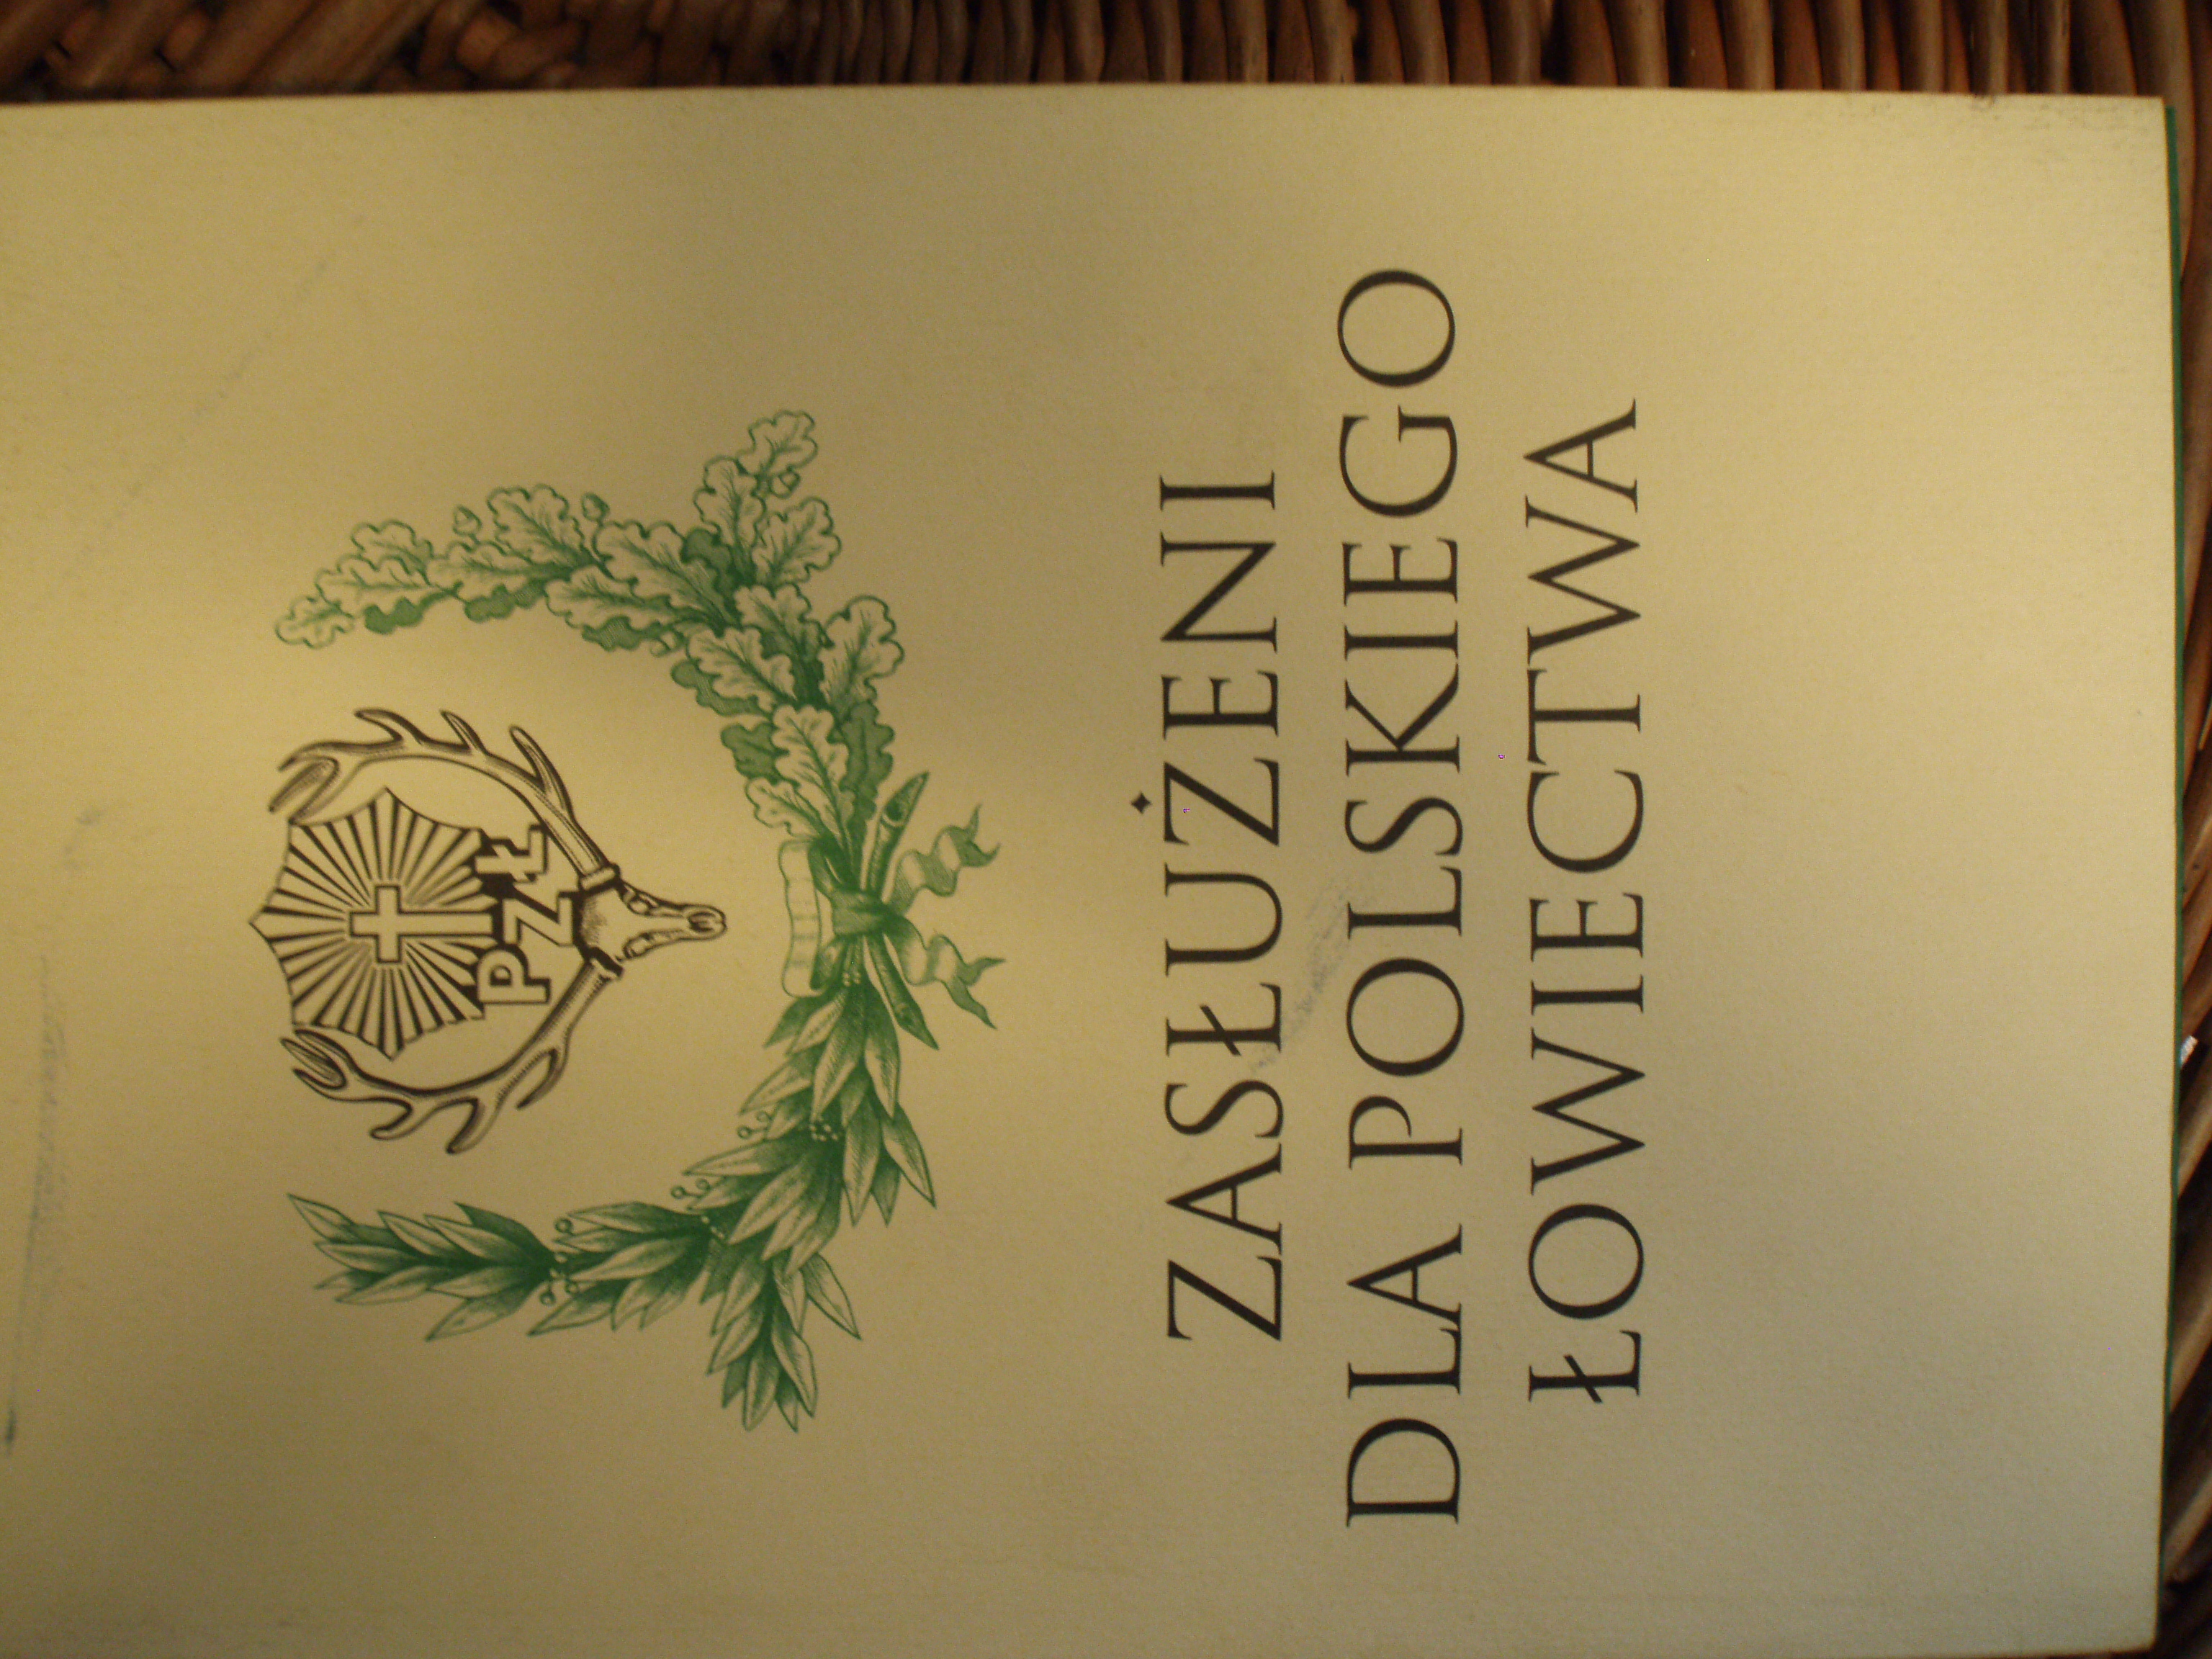 PZŁ
ZASŁUŻENI
DLA POLSKIEGO
ŁOWIECTWA